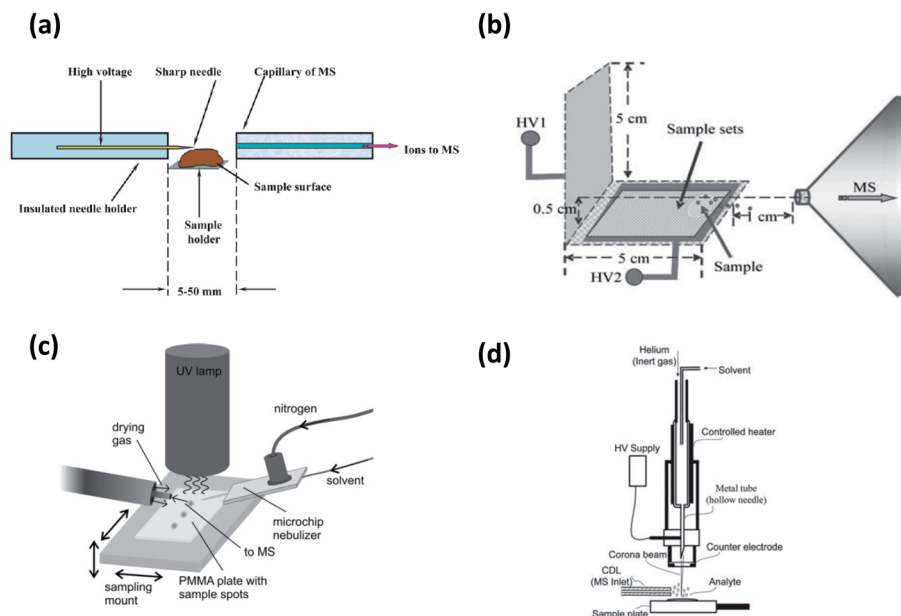 (a)
High voltage
Sharp needle
Capillary of MS
Ions to MS
Insulated needle holder
Sample surface
Sample holder
5-50 mm
(b)
HV1
5 cm
Sample sets
MS
0.5 cm
1 cm
5 cm
Sample
HV2
(c)
UV lamp
nitrogen
drying
gas
solvent
microchip
nebulizer
to MS
PMMA plate with
sample spots
sampling
mount
(d)
Helium
(Inert gas)
Solvent
Controlled heater
HV Supply
Metal tube
(hollow needle)
Counter electrode
Corona beam
CDL
(MS Inlet)
Analyte
Sample plate